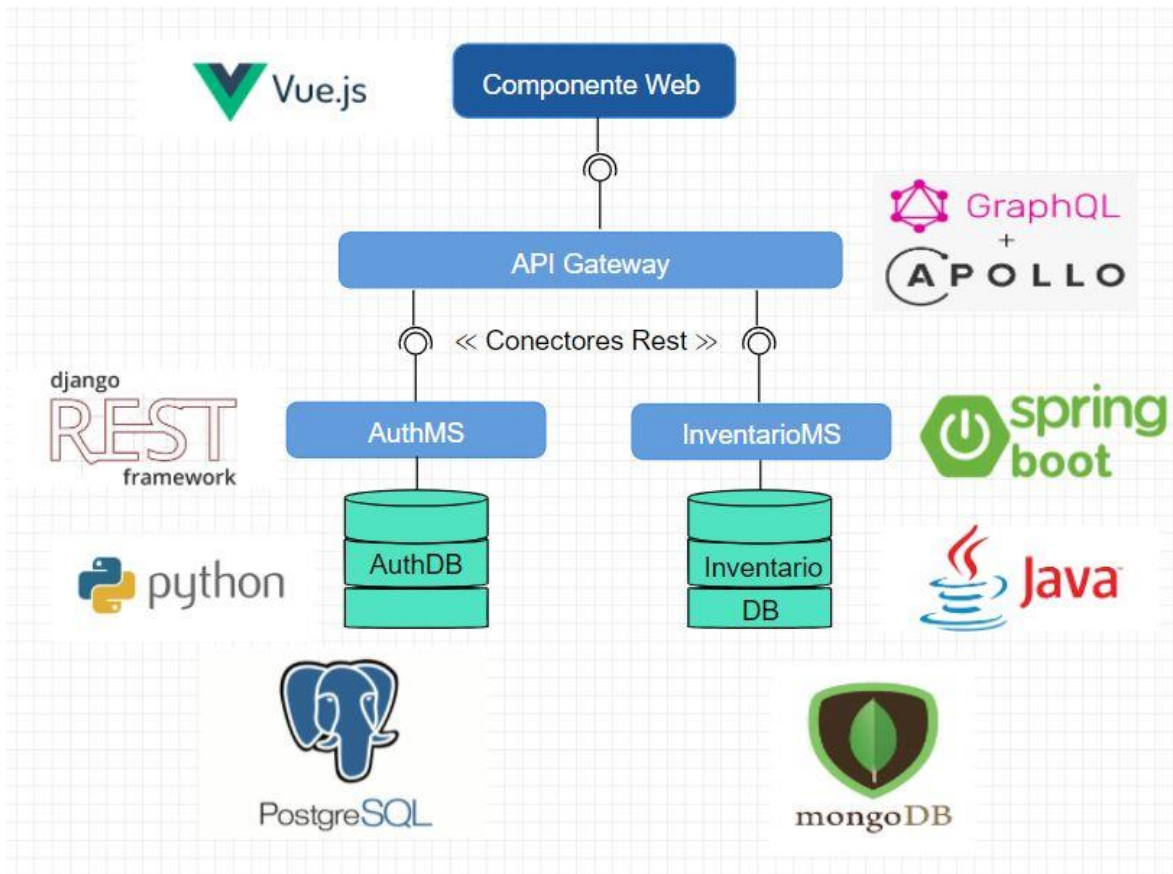 Vue.js
Componente Web
GraphQL
+
APOLLO
API Gateway
≪ Conectores Rest ≫
django
REST
framework
AuthMS
InventarioMS
spring
boot
python
AuthDB
Inventario
DB
Java™
PostgreSQL
mongoDB